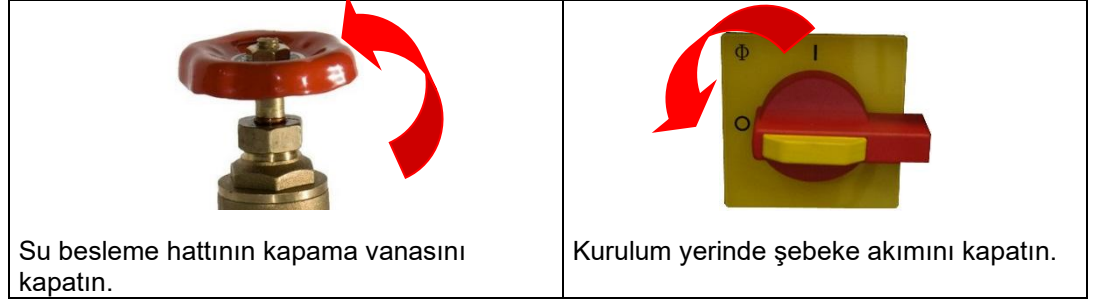 Φ I
O
Su besleme hattının kapama vanasını
kapatın.
Kurulum yerinde şebeke akımını kapatın.